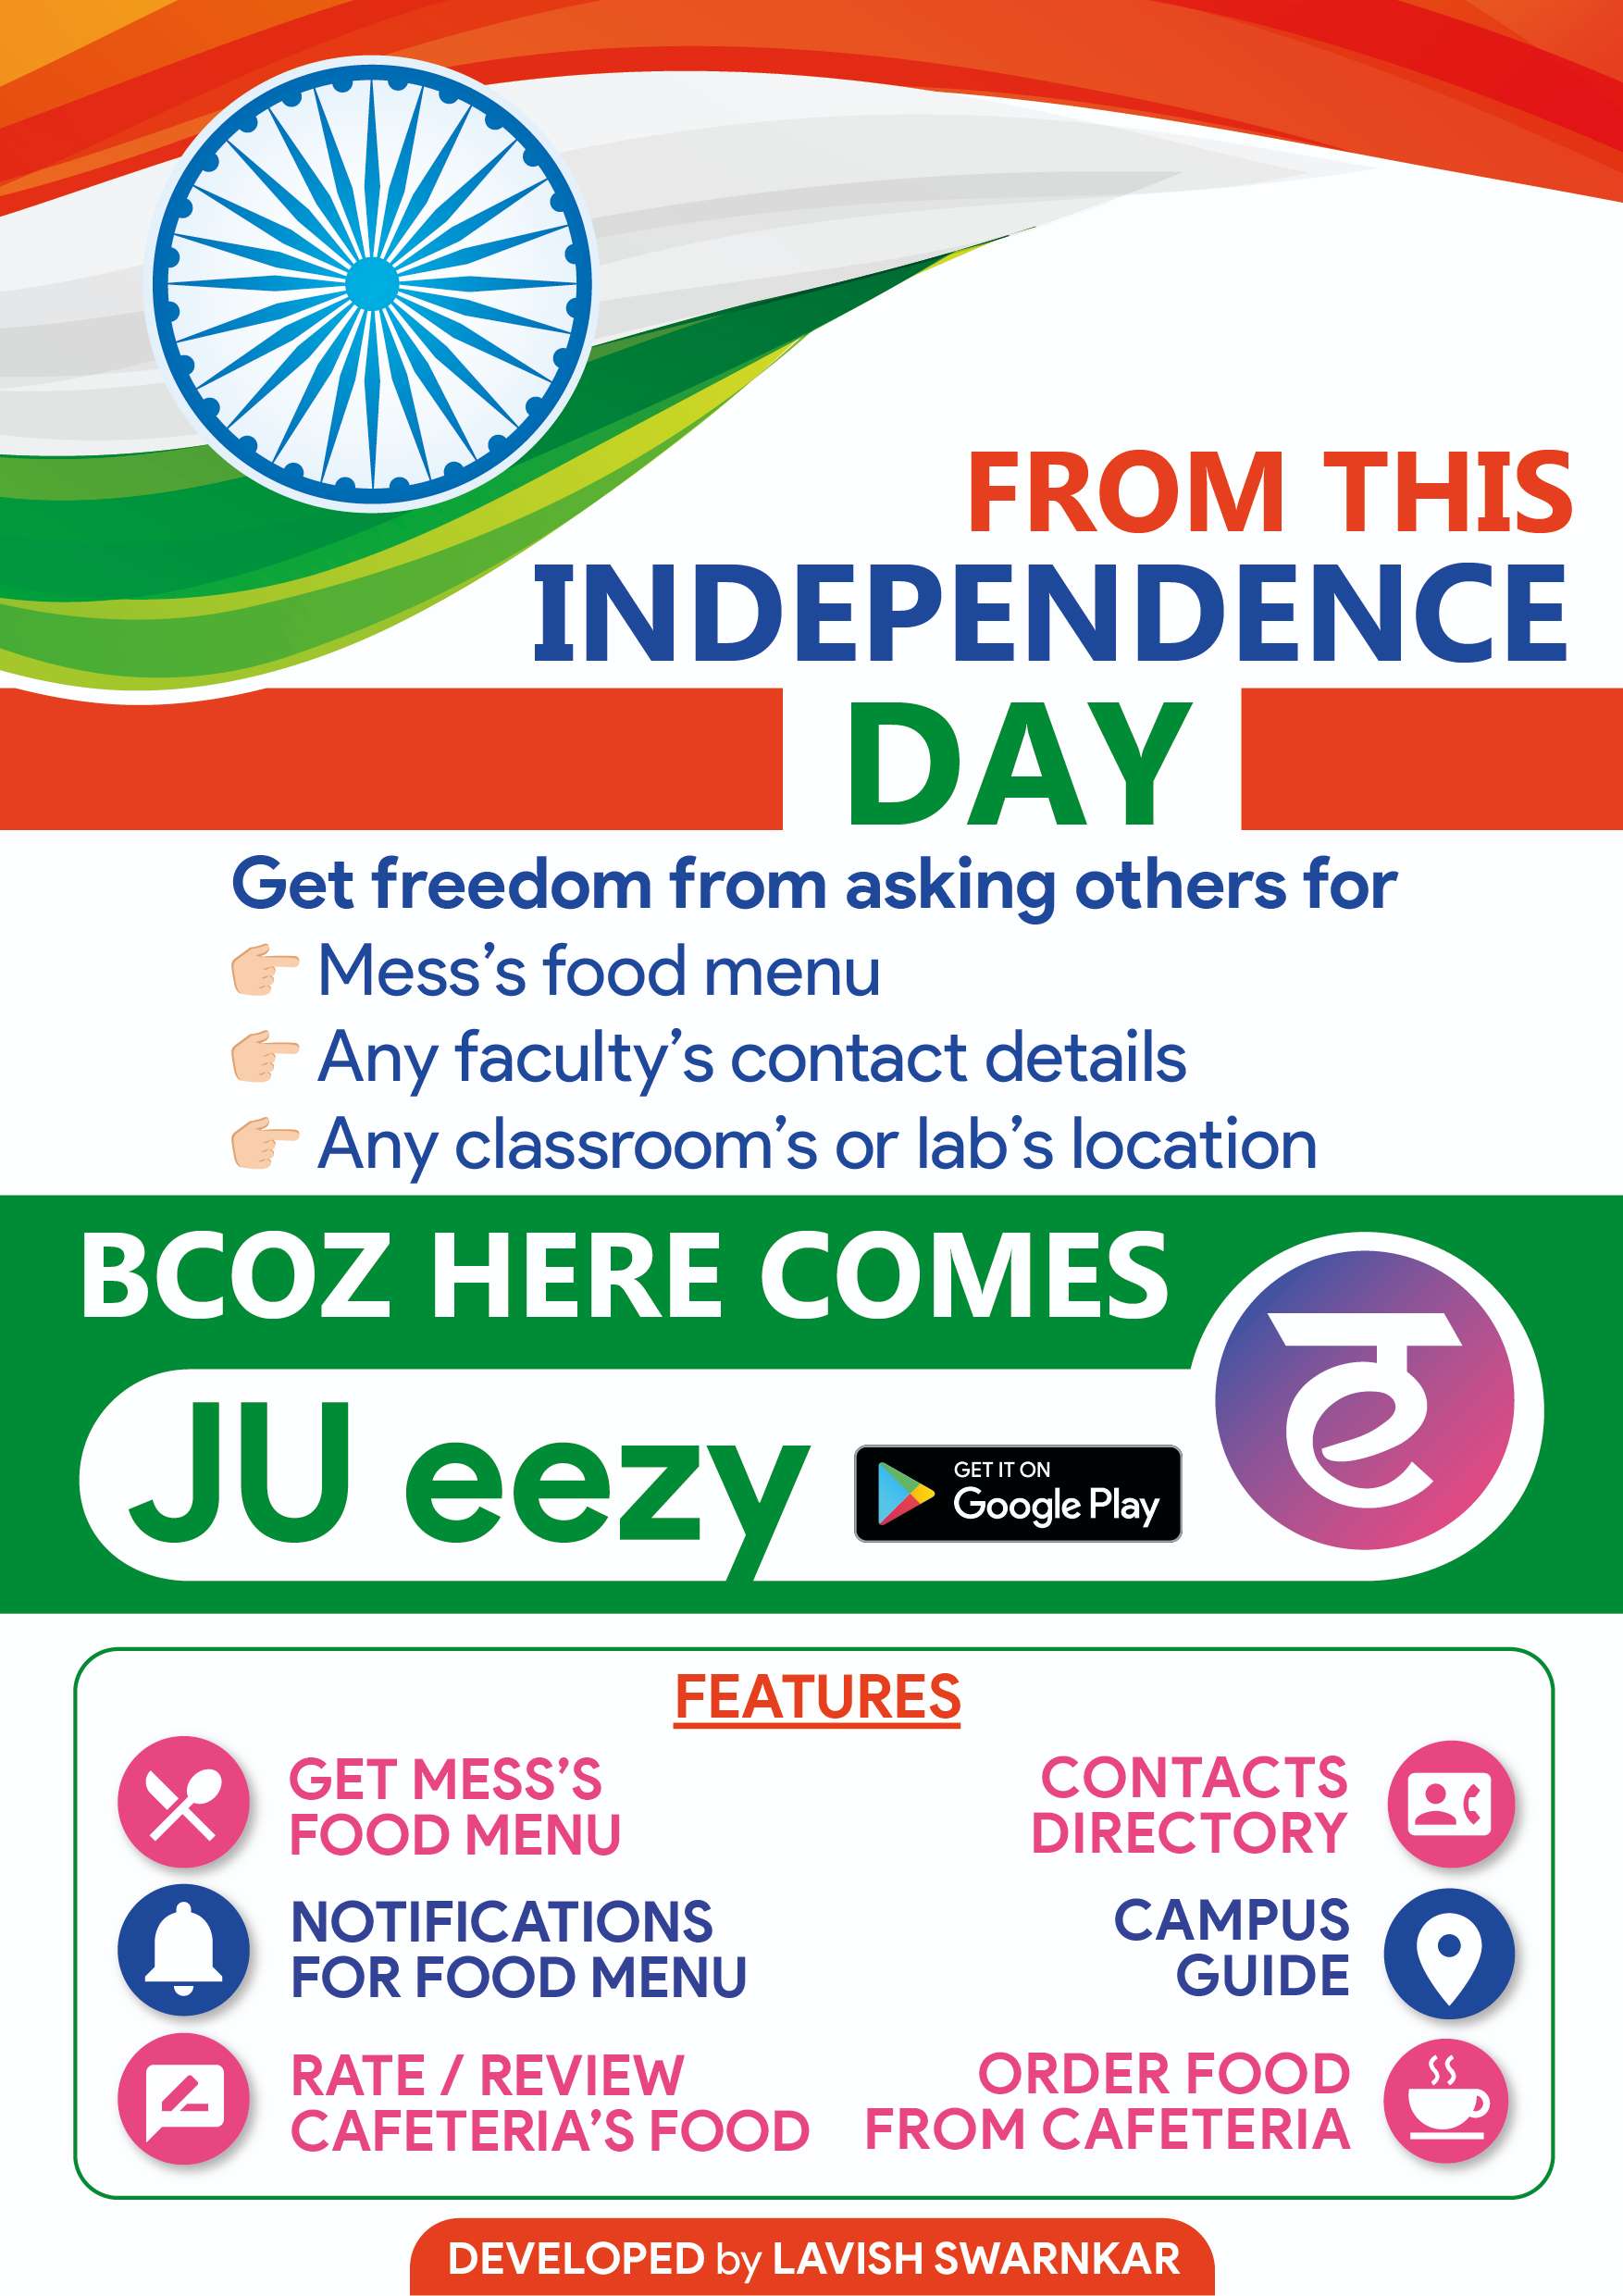 FROM THIS
INDEPENDENCE
DAY
Get freedom from asking others for
Mess’s food menu
Any faculty’s contact details
Any classroom’s or lab’s location
BCOZ HERE COMES
JU eezy
GET IT ON
Google Play
ਠ
FEATURES
GET MESS’S
FOOD MENU
NOTIFICATIONS
FOR FOOD MENU
RATE / REVIEW
CAFETERIA’S FOOD
CONTACTS
DIRECTORY
CAMPUS
GUIDE
ORDER FOOD
FROM CAFETERIA
DEVELOPED by LAVISH SWARNKAR